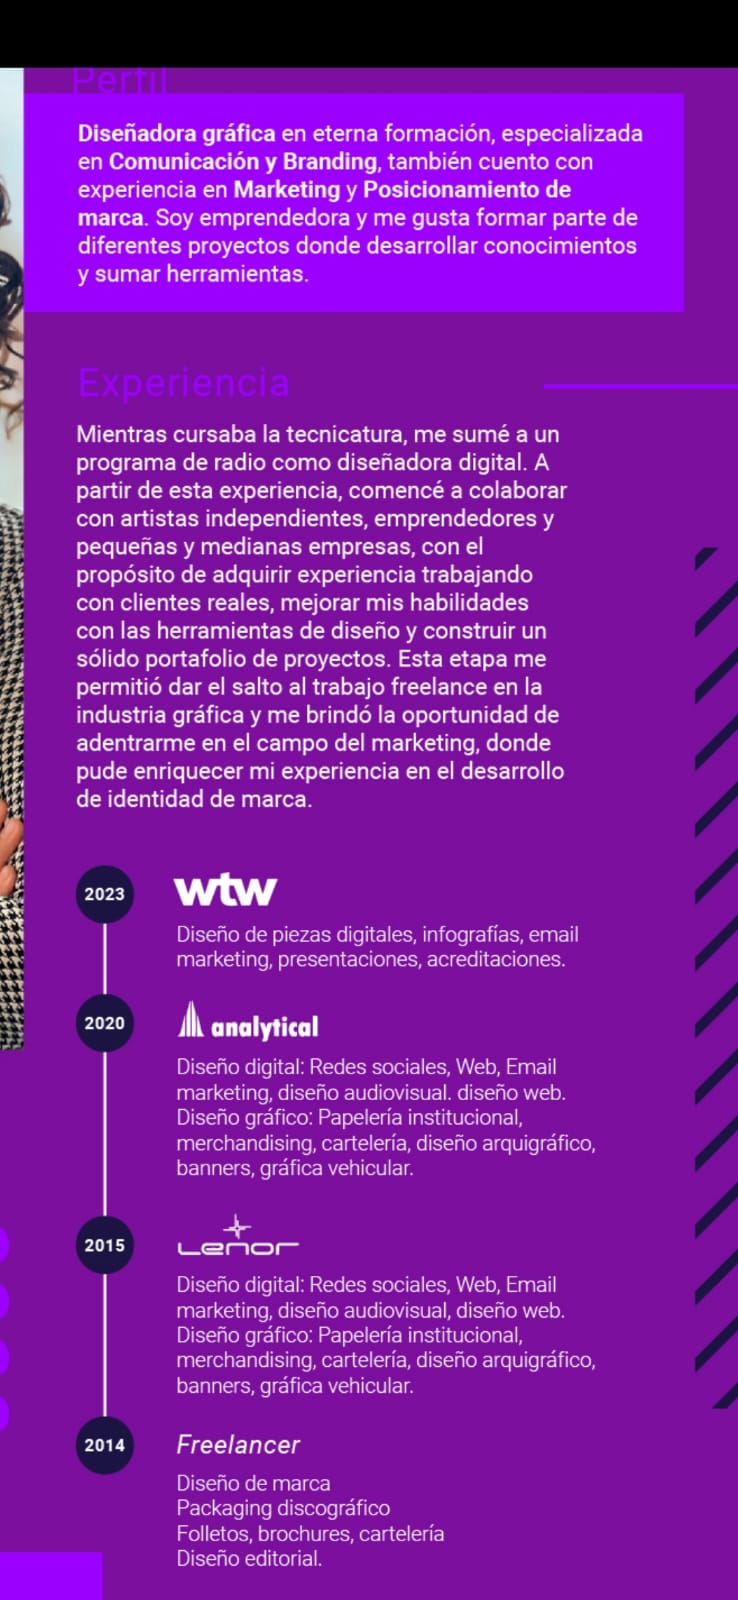 Perfil
Diseñadora gráfica en eterna formación, especializada
en Comunicación y Branding, también cuento con
experiencia en Marketing y Posicionamiento de
marca. Soy emprendedora y me gusta formar parte de
diferentes proyectos donde desarrollar conocimientos
y sumar herramientas.
Experiencia
Mientras cursaba la tecnicatura, me sumé a un
programa de radio como diseñadora digital. A
partir de esta experiencia, comencé a colaborar
con artistas independientes, emprendedores y
pequeñas y medianas empresas, con el
propósito de adquirir experiencia trabajando
con clientes reales, mejorar mis habilidades
con las herramientas de diseño y construir un
sólido portafolio de proyectos. Esta etapa me
permitió dar el salto al trabajo freelance en la
industria gráfica y me brindó la oportunidad de
adentrarme en el campo del marketing, donde
pude enriquecer mi experiencia en el desarrollo
de identidad de marca.
2023 wtw
Diseño de piezas digitales, infografías, email
marketing, presentaciones, acreditaciones.
2020 analytical
Diseño digital: Redes sociales, Web, Email
marketing, diseño audiovisual. diseño web.
Diseño gráfico: Papelería institucional,
merchandising, cartelería, diseño arquigráfico,
banners, gráfica vehicular.
2015 Lenor
Diseño digital: Redes sociales, Web, Email
marketing, diseño audiovisual, diseño web.
Diseño gráfico: Papelería institucional,
merchandising, cartelería, diseño arquigráfico,
banners, gráfica vehicular.
2014 Freelancer
Diseño de marca
Packaging discográfico
Folletos, brochures, cartelería
Diseño editorial.